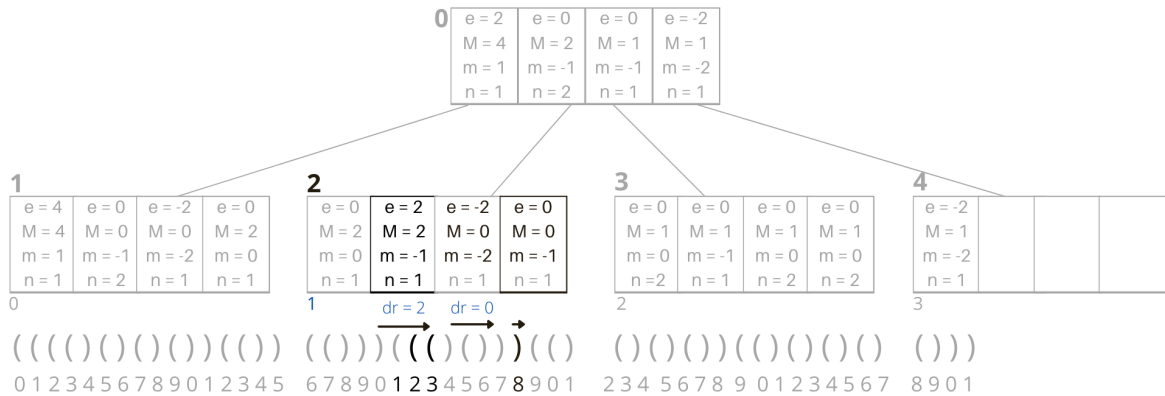 0
e = 2 e = 0 e = 0 e = -2
M = 4 M = 2 M = 1 M = 1
m = 1 m = -1 m = -1 m = -2
n = 1 n = 2 n = 1 n = 1
1 2 3 4
e = 4 e = 0 e = -2 e = 0 e = 0 e = 2 e = -2 e = 0 e = 0 e = 0 e = 0 e = 0 e = -2
M = 4 M = 0 M = 0 M = 2 M = 2 M = 2 M = 0 M = 0 M = 1 M = 1 M = 1 M = 1 M = 1
m = 1 m = -1 m = -2 m = 0 m = 0 m = -1 m = -2 m = -1 m = 0 m = -1 m = 0 m = 0 m = -2
n = 1 n = 2 n = 1 n = 1 n = 1 n = 1 n = 1 n = 1 n =2 n = 1 n = 2 n = 2 n = 1
0 1 2 3
dr = 2 dr = 0
( ( ( ( ) ( ) ( ) ( ) ) ( ( ) ) ( ( ) ) ) ( ( ( ) ( ) ) ) ( ( ) ( ) ( ) ( ) ) ( ( ) ( ) ( ) ( ) ( ) ) )
0 1 2 3 4 5 6 7 8 9 0 1 2 3 4 5 6 7 8 9 0 1 2 3 4 5 6 7 8 9 0 1 2 3 4 5 6 7 8 9 0 1 2 3 4 5 6 7 8 9 0 1